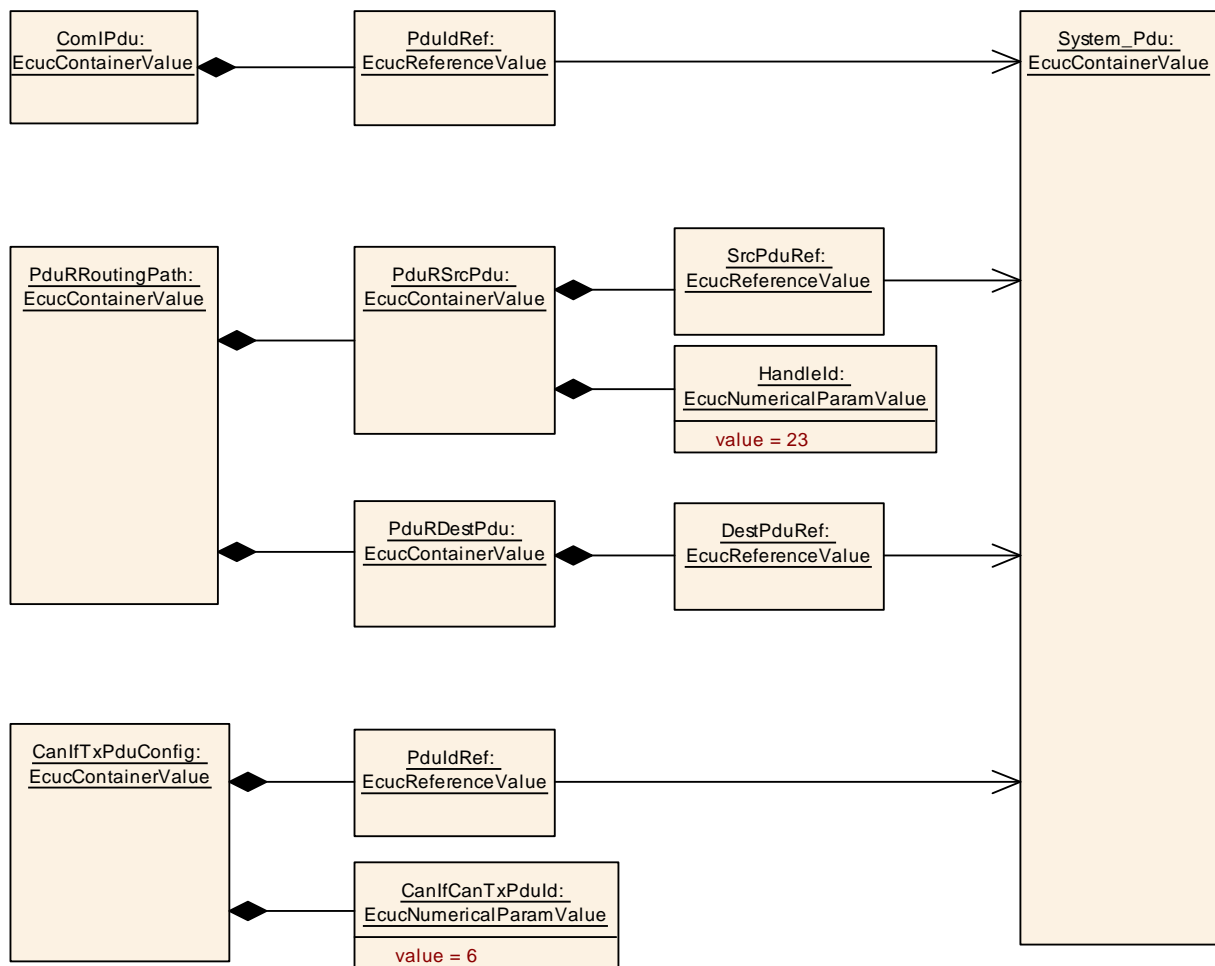 ComIPdu:
EcucContainerValue
PduIdRef:
EcucReferenceValue
System_Pdu:
EcucContainerValue
PduRRoutingPath:
EcucContainerValue
PduRSrcPdu:
EcucContainerValue
SrcPduRef:
EcucReferenceValue
HandleId:
EcucNumericalParamValue
value = 23
PduRDestPdu:
EcucContainerValue
DestPduRef:
EcucReferenceValue
CanIfTxPduConfig:
EcucContainerValue
PduIdRef:
EcucReferenceValue
CanIfCanTxPduId:
EcucNumericalParamValue
value = 6